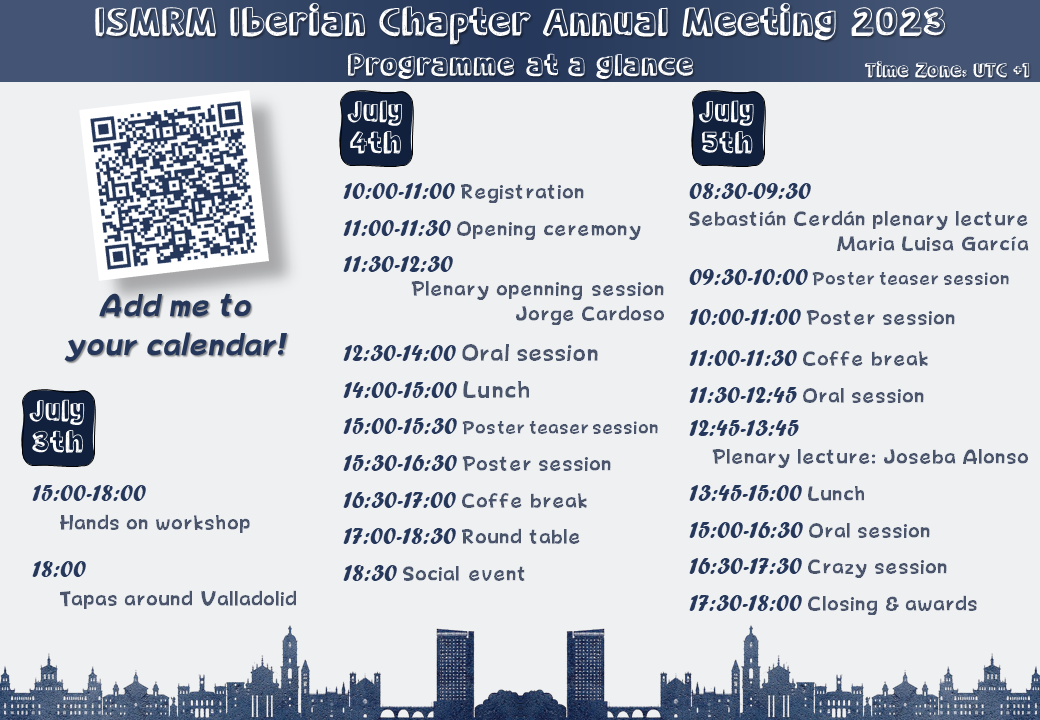 ISMRM Iberian Chapter Annual Meeting 2023
Programme at a glance
Time Zone: UTC +1
Add me to
your calendar!
July
3th
15:00-18:00
Hands on workshop
18:00
Tapas around Valladolid
July
4th
10:00-11:00 Registration
11:00-11:30 Opening ceremony
11:30-12:30
Plenary openning session
Jorge Cardoso
12:30-14:00 Oral session
14:00-15:00 Lunch
15:00-15:30 Poster teaser session
15:30-16:30 Poster session
16:30-17:00 Coffe break
17:00-18:30 Round table
18:30 Social event
July
5th
08:30-09:30
Sebastián Cerdán plenary lecture
Maria Luisa García
09:30-10:00 Poster teaser session
10:00-11:00 Poster session
11:00-11:30 Coffe break
11:30-12:45 Oral session
12:45-13:45
Plenary lecture: Joseba Alonso
13:45-15:00 Lunch
15:00-16:30 Oral session
16:30-17:30 Crazy session
17:30-18:00 Closing & awards